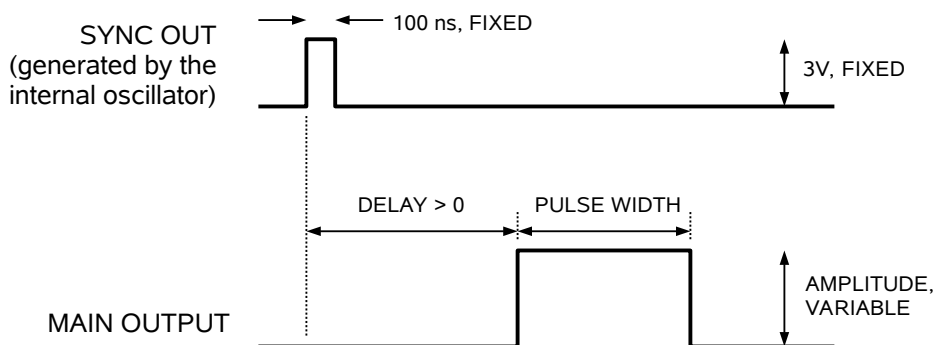 100 ns, FIXED
SYNC OUT
(generated by the
internal oscillator)
3V, FIXED
DELAY > 0
PULSE WIDTH
AMPLITUDE,
VARIABLE
MAIN OUTPUT